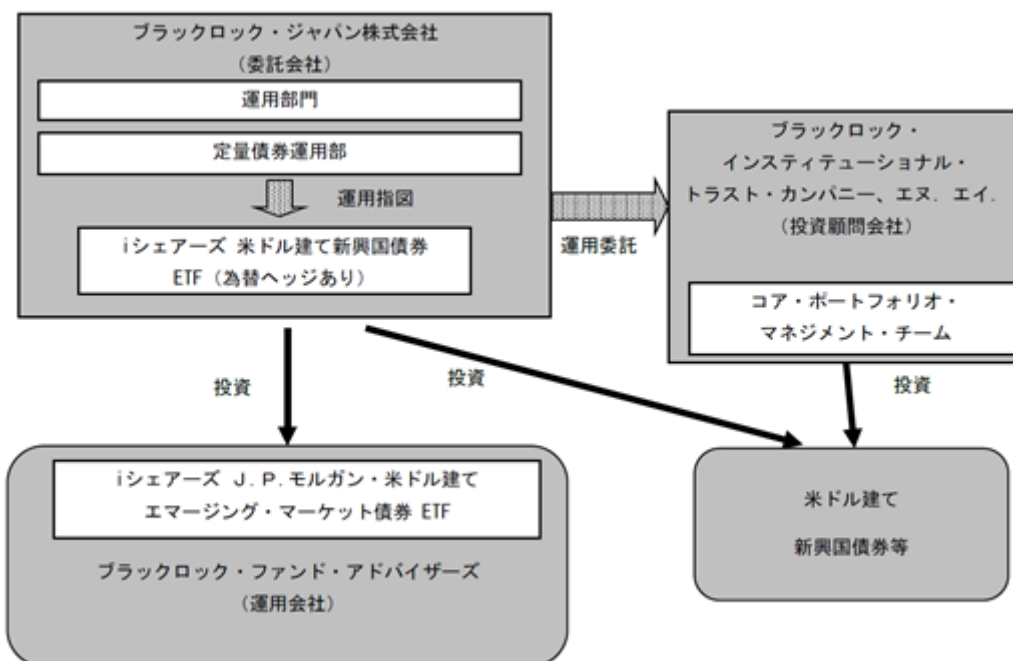 ブラックロック・ジャパン株式会社
（委託会社）
運用部門
定量債券運用部
運用指図
iシェアーズ 米ドル建て新興国債券
ETF（為替ヘッジあり）
運用委託
ブラックロック・
インスティテューショナル・
トラスト・カンパニー、エヌ．エイ．
（投資顧問会社）
コア・ポートフォリオ・
マネジメント・チーム
投資
投資
投資
iシェアーズ Ｊ．Ｐ．モルガン・米ドル建て
エマージング・マーケット債券 ETF
ブラックロック・ファンド・アドバイザーズ
（運用会社）
米ドル建て
新興国債券等